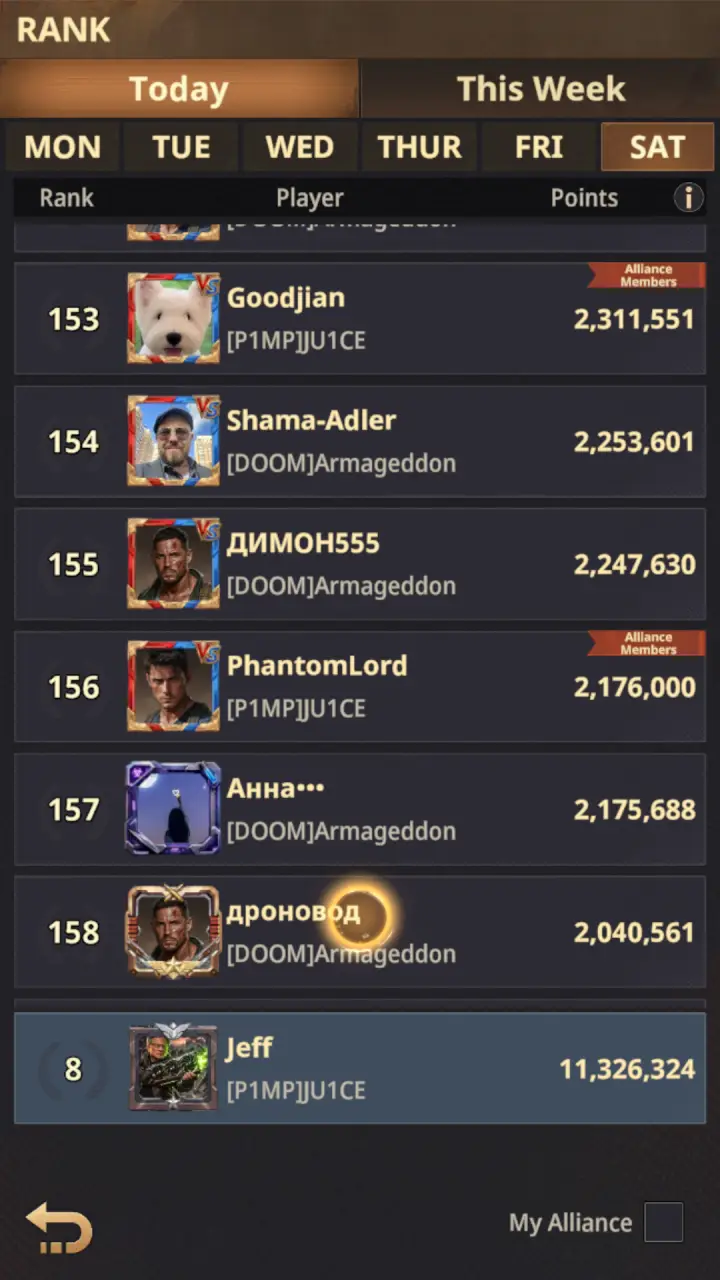 RANK
Today
This Week
MON TUE WED THUR FRI SAT
Rank Player Points i
[DOOM]Armageddon
Alliance Members
153 Goodjian 2,311,551
[P1MP]JU1CE
154 Shama-Adler 2,253,601
[DOOM]Armageddon
155 ДИМОН555 2,247,630
[DOOM]Armageddon
Alliance Members
156 PhantomLord 2,176,000
[P1MP]JU1CE
157 Анна••• 2,175,688
[DOOM]Armageddon
158 дроновод 2,040,561
[DOOM]Armageddon
8 Jeff 11,326,324
[P1MP]JU1CE
My Alliance